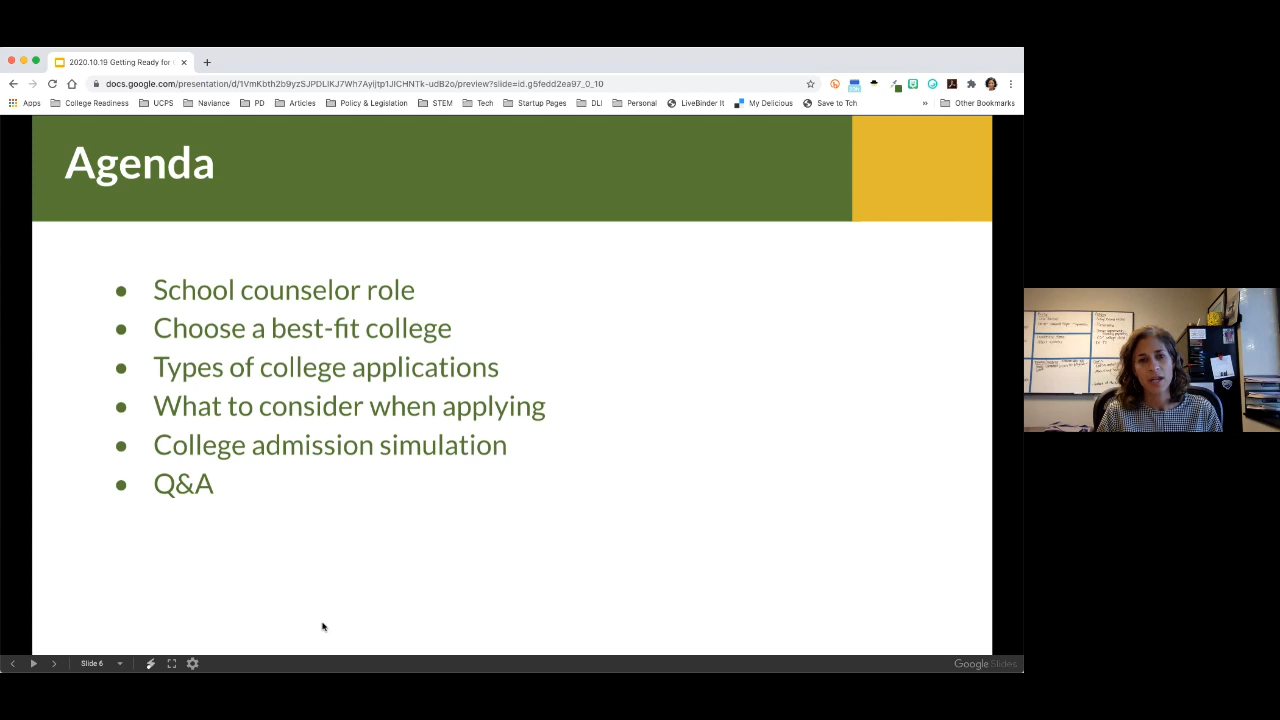 2020.10.19 Getting Ready for
docs.google.com/presentation/d/1VmKbth2b9yzSJPDLlKJ7Wh7Ayijtp1JlCHNTk-udB2o/preview?slide=id.g5fedd2ea97_0_10
Apps College Readiness UCPS Naviance PD Articles Policy & Legislation STEM Tech Startup Pages DLI Personal LiveBinder It My Delicious Save to Tch » Other Bookmarks
Agenda
• School counselor role
• Choose a best-fit college
• Types of college applications
• What to consider when applying
• College admission simulation
• Q&A
Slide 6
Google Slides